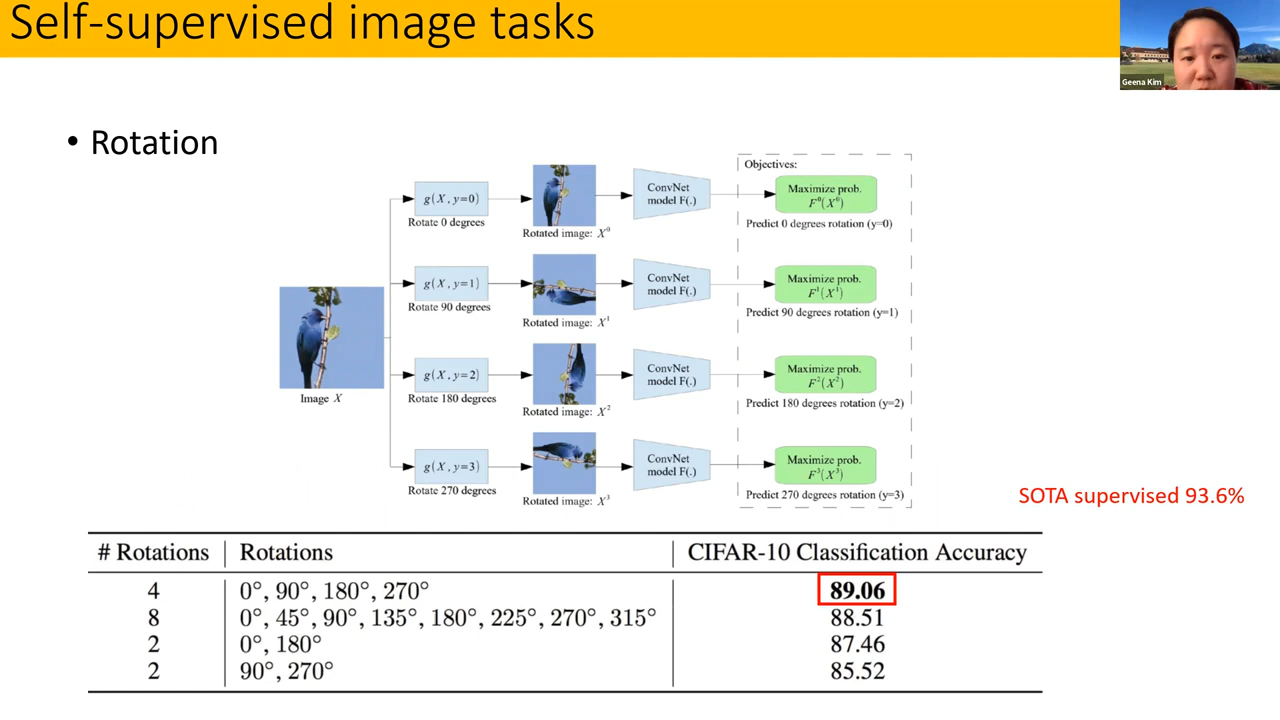 Self-supervised image tasks
Geena Kim
• Rotation
Objectives:
g(X, y=0)
Rotate 0 degrees
Rotated image: X⁰
ConvNet
model F(.)
Maximize prob.
F⁰(X⁰)
Predict 0 degrees rotation (y=0)
g(X, y=1)
Rotate 90 degrees
Rotated image: X¹
ConvNet
model F(.)
Maximize prob.
F¹(X¹)
Predict 90 degrees rotation (y=1)
Image X
g(X, y=2)
Rotate 180 degrees
Rotated image: X²
ConvNet
model F(.)
Maximize prob.
F²(X²)
Predict 180 degrees rotation (y=2)
g(X, y=3)
Rotate 270 degrees
Rotated image: X³
ConvNet
model F(.)
Maximize prob.
F³(X³)
Predict 270 degrees rotation (y=3)
SOTA supervised 93.6%
# Rotations Rotations CIFAR-10 Classification Accuracy
4 0°, 90°, 180°, 270° 89.06
8 0°, 45°, 90°, 135°, 180°, 225°, 270°, 315° 88.51
2 0°, 180° 87.46
2 90°, 270° 85.52